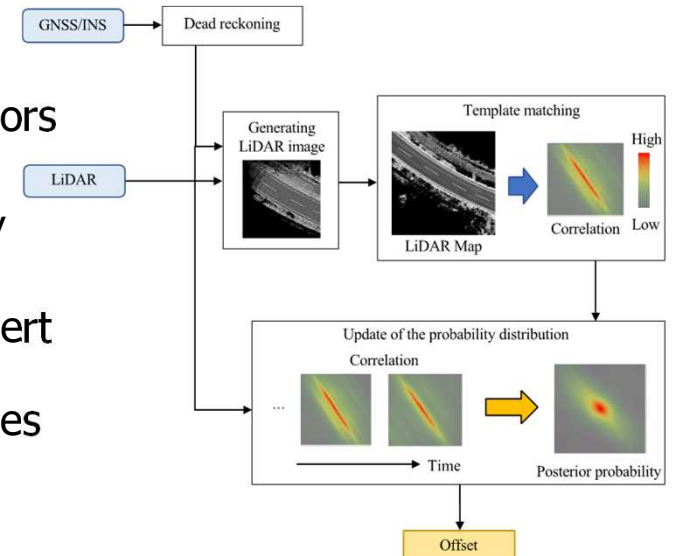 GNSS/INS
Dead reckoning
ors
Generating
LiDAR image
Template matching
High
LiDAR
LiDAR Map
Correlation
Low
y
ert
es
Update of the probability distribution
Correlation
...
Time
Posterior probability
Offset